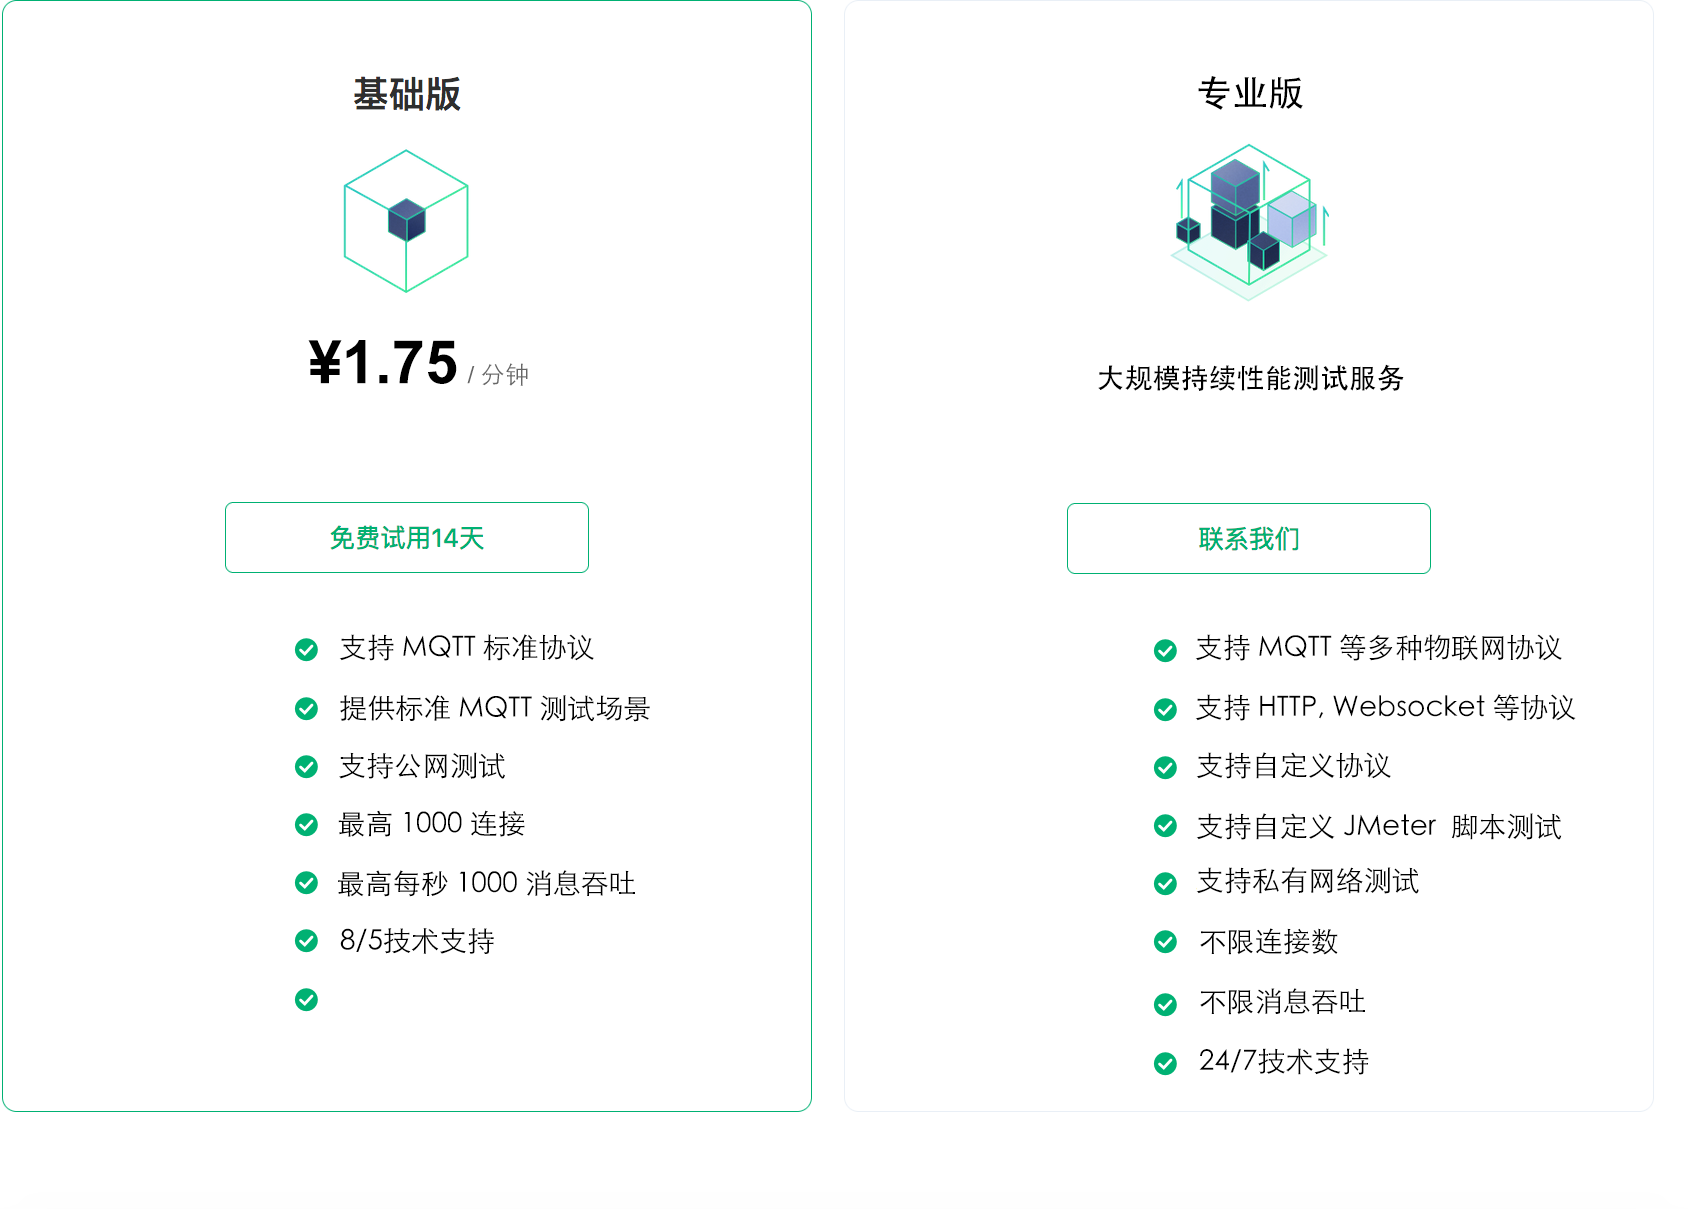 基础版
¥1.75 / 分钟
免费试用14天
支持 MQTT 标准协议
提供标准 MQTT 测试场景
支持公网测试
最高 1000 连接
最高每秒 1000 消息吞吐
8/5技术支持
专业版
大规模持续性能测试服务
联系我们
支持 MQTT 等多种物联网协议
支持 HTTP, Websocket 等协议
支持自定义协议
支持自定义 JMeter 脚本测试
支持私有网络测试
不限连接数
不限消息吞吐
24/7技术支持